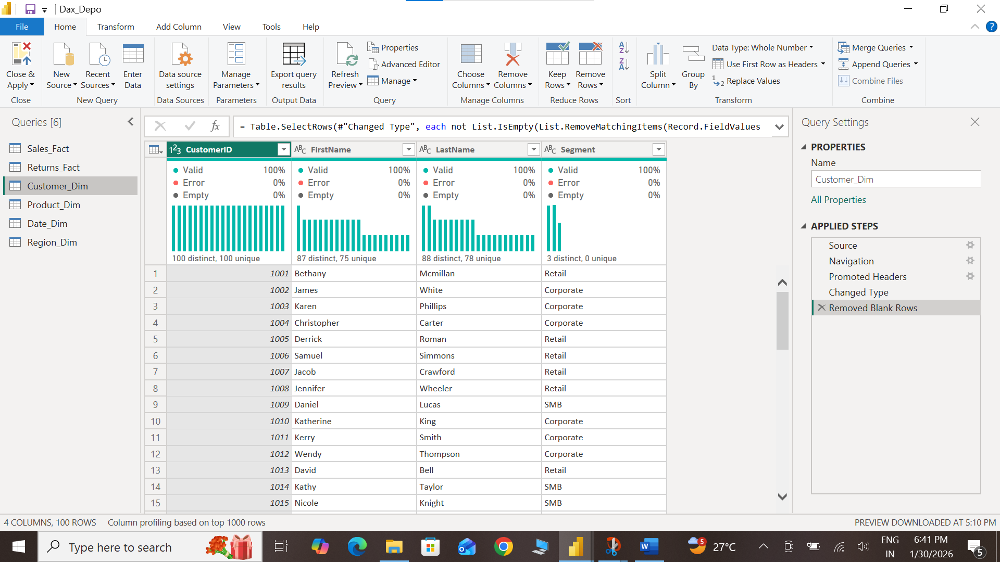 Dax_Depo
File Home Transform Add Column View Tools Help
Close & Apply
Close
New Source
Recent Sources
Enter Data
New Query
Data source settings
Data Sources
Manage Parameters
Parameters
Export query results
Output Data
Refresh Preview
Properties
Advanced Editor
Manage
Query
Choose Columns
Remove Columns
Manage Columns
Keep Rows
Remove Rows
Reduce Rows
Sort
Split Column
Group By
Data Type: Whole Number
Use First Row as Headers
Replace Values
Transform
Merge Queries
Append Queries
Combine Files
Combine
Queries [6]
Sales_Fact
Returns_Fact
Customer_Dim
Product_Dim
Date_Dim
Region_Dim
fx
= Table.SelectRows(#"Changed Type", each not List.IsEmpty(List.RemoveMatchingItems(Record.FieldValues
CustomerID FirstName LastName Segment
Valid 100% Valid 100% Valid 100% Valid 100%
Error 0% Error 0% Error 0% Error 0%
Empty 0% Empty 0% Empty 0% Empty 0%
100 distinct, 100 unique 87 distinct, 75 unique 88 distinct, 78 unique 3 distinct, 0 unique
1 1001 Bethany Mcmillan Retail
2 1002 James White Corporate
3 1003 Karen Phillips Corporate
4 1004 Christopher Carter Corporate
5 1005 Derrick Roman Retail
6 1006 Samuel Simmons Retail
7 1007 Jacob Crawford Retail
8 1008 Jennifer Wheeler Retail
9 1009 Daniel Lucas SMB
10 1010 Katherine King Corporate
11 1011 Kerry Smith Corporate
12 1012 Wendy Thompson Corporate
13 1013 David Bell Retail
14 1014 Kathy Taylor SMB
15 1015 Nicole Knight SMB
Query Settings
PROPERTIES
Name
Customer_Dim
All Properties
APPLIED STEPS
Source
Navigation
Promoted Headers
Changed Type
Removed Blank Rows
4 COLUMNS, 100 ROWS Column profiling based on top 1000 rows
PREVIEW DOWNLOADED AT 5:10 PM
Type here to search
5
27°C
ENG
IN
6:41 PM
1/30/2026
5